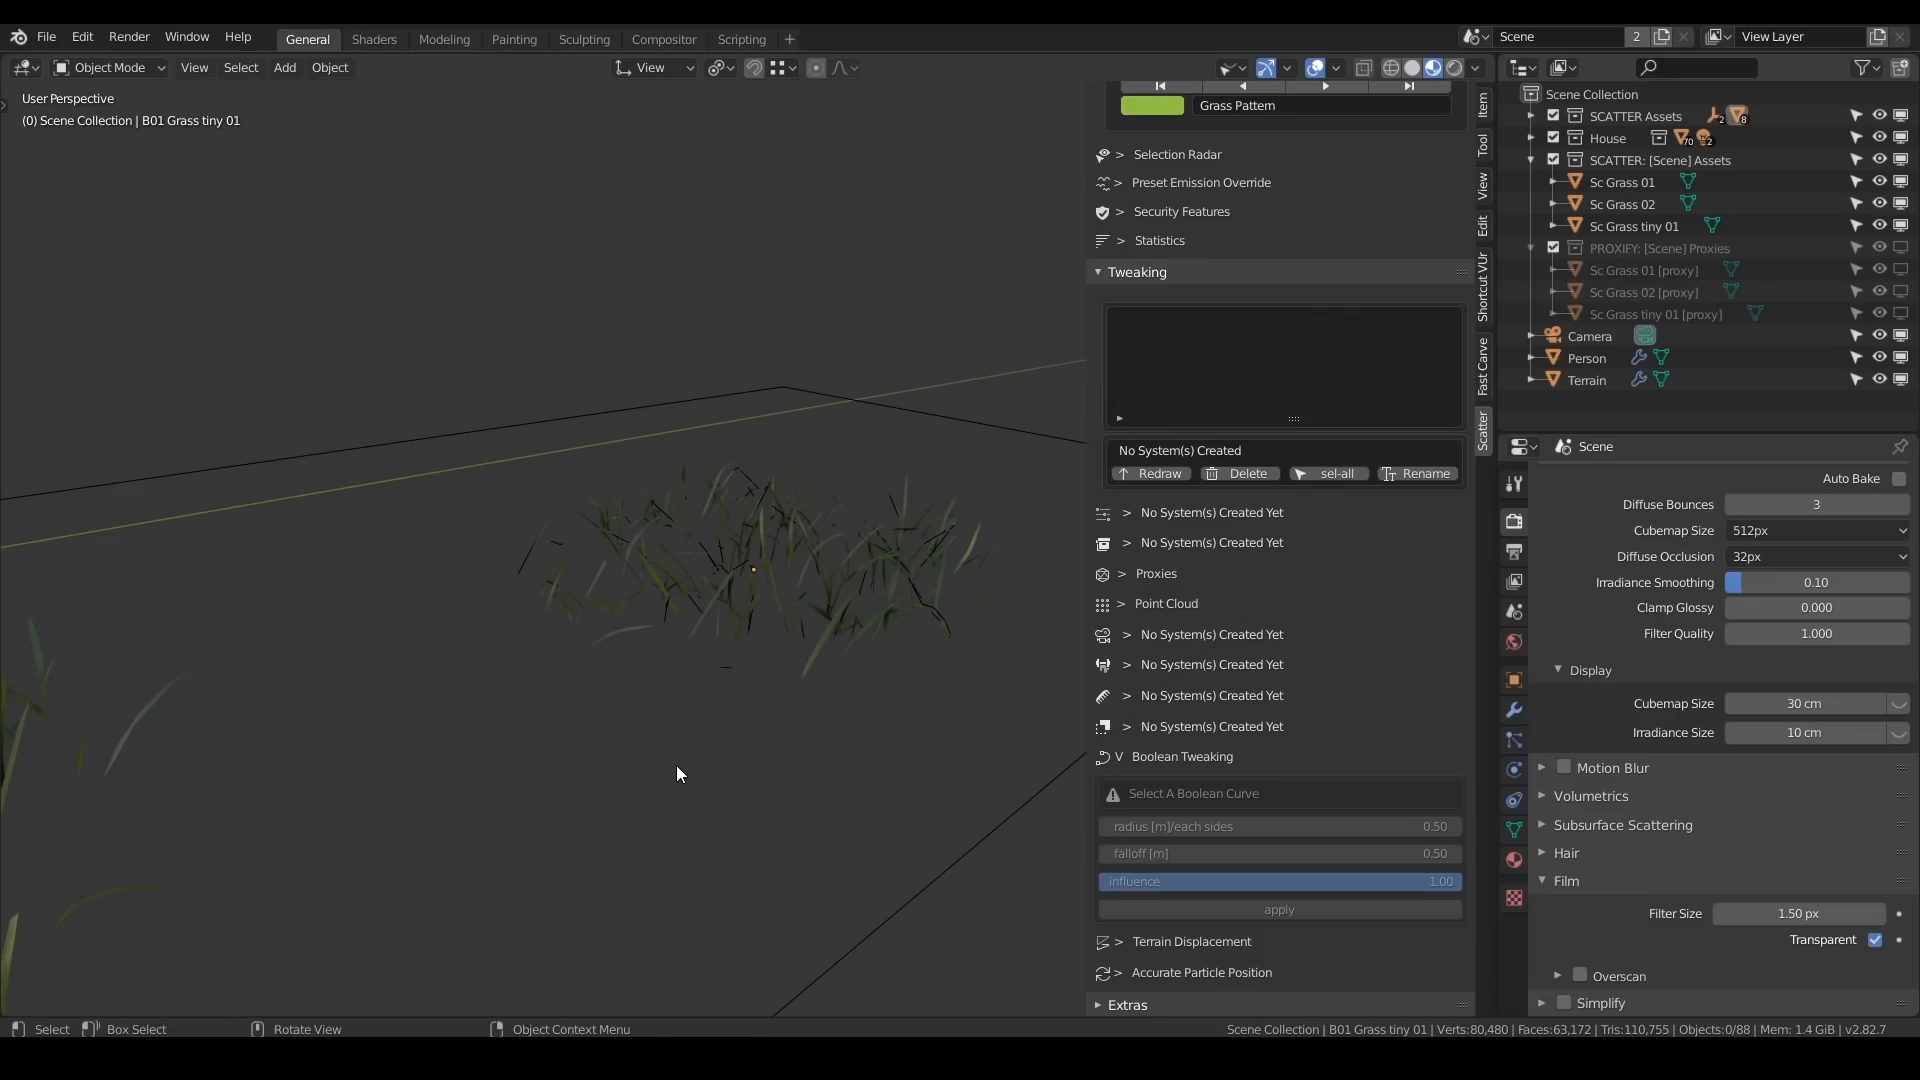 File Edit Render Window Help General Shaders Modeling Painting Sculpting Compositor Scripting + Scene 2 View Layer
Object Mode View Select Add Object View
User Perspective
(0) Scene Collection | B01 Grass tiny 01
Grass Pattern
> Selection Radar
> Preset Emission Override
> Security Features
> Statistics
Tweaking
No System(s) Created
Redraw Delete sel-all Rename
> No System(s) Created Yet
> No System(s) Created Yet
> Proxies
> Point Cloud
> No System(s) Created Yet
> No System(s) Created Yet
> No System(s) Created Yet
> No System(s) Created Yet
V Boolean Tweaking
Select A Boolean Curve
radius [m]/each sides 0.50
falloff [m] 0.50
influence 1.00
apply
> Terrain Displacement
> Accurate Particle Position
Extras
Item
Tool
View
Edit
Shortcut VUr
Fast Carve
Scatter
Scene Collection
SCATTER Assets 2 8
House 70 2
SCATTER: [Scene] Assets
Sc Grass 01
Sc Grass 02
Sc Grass tiny 01
PROXIFY: [Scene] Proxies
Sc Grass 01 [proxy]
Sc Grass 02 [proxy]
Sc Grass tiny 01 [proxy]
Camera
Person
Terrain
Scene
Auto Bake
Diffuse Bounces 3
Cubemap Size 512px
Diffuse Occlusion 32px
Irradiance Smoothing 0.10
Clamp Glossy 0.000
Filter Quality 1.000
Display
Cubemap Size 30 cm
Irradiance Size 10 cm
Motion Blur
Volumetrics
Subsurface Scattering
Hair
Film
Filter Size 1.50 px
Transparent
Overscan
Simplify
Select Box Select Rotate View Object Context Menu Scene Collection | B01 Grass tiny 01 | Verts:80,480 | Faces:63,172 | Tris:110,755 | Objects:0/88 | Mem: 1.4 GiB | v2.82.7